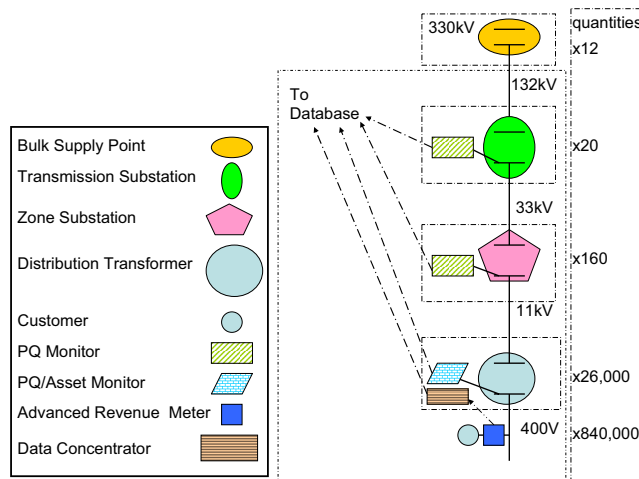 330kV
quantities
x12
132kV
To
Database
x20
33kV
x160
11kV
x26,000
400V
x840,000
Bulk Supply Point
Transmission Substation
Zone Substation
Distribution Transformer
Customer
PQ Monitor
PQ/Asset Monitor
Advanced Revenue Meter
Data Concentrator